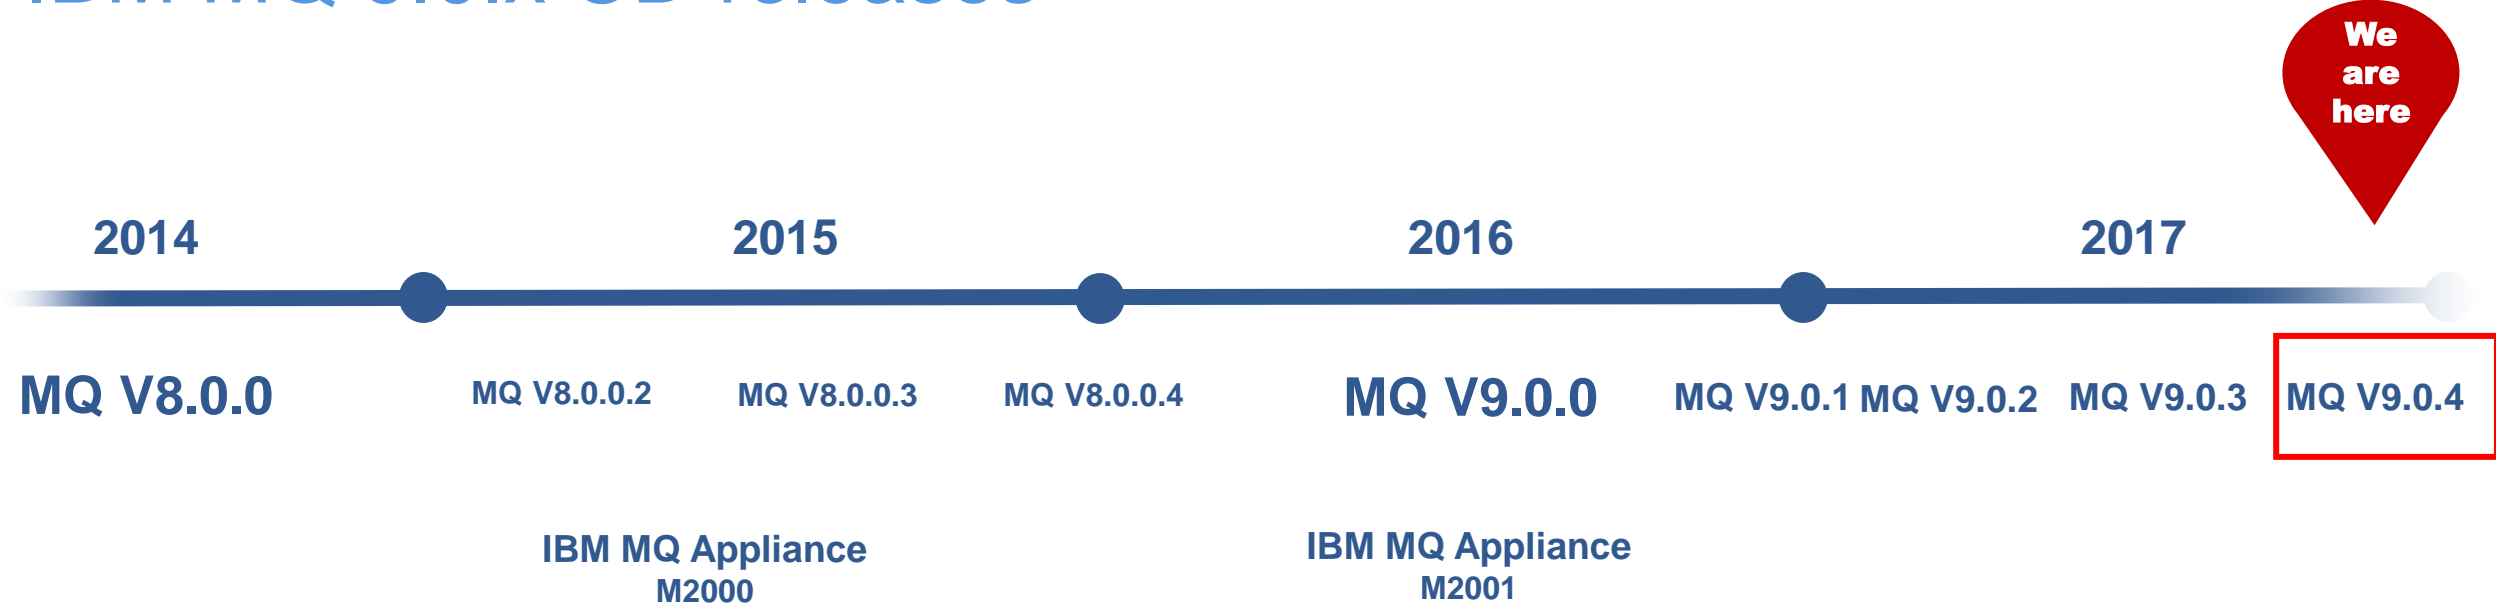 We
are
here
2014 2015 2016 2017
MQ V8.0.0 MQ V8.0.0.2 MQ V8.0.0.3 MQ V8.0.0.4 MQ V9.0.0 MQ V9.0.1 MQ V9.0.2 MQ V9.0.3 MQ V9.0.4
IBM MQ Appliance IBM MQ Appliance
M2000 M2001